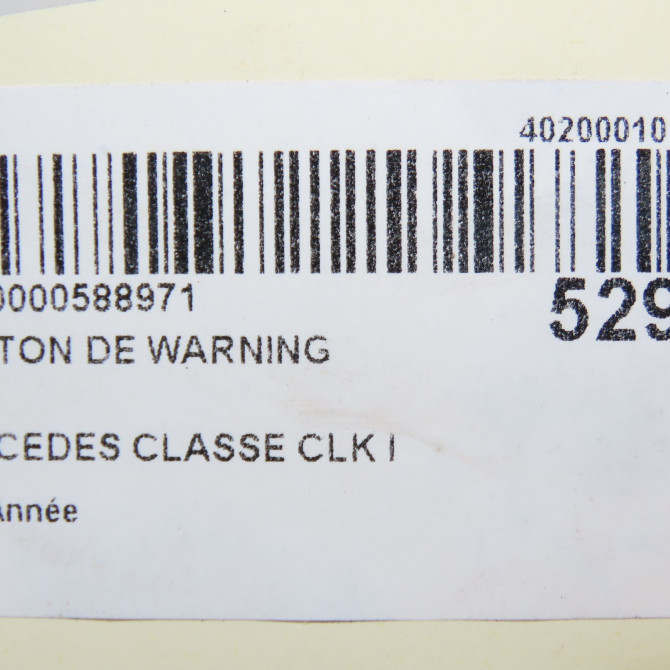 40200010
0000588971
529
TON DE WARNING
CEDES CLASSE CLK I
Année